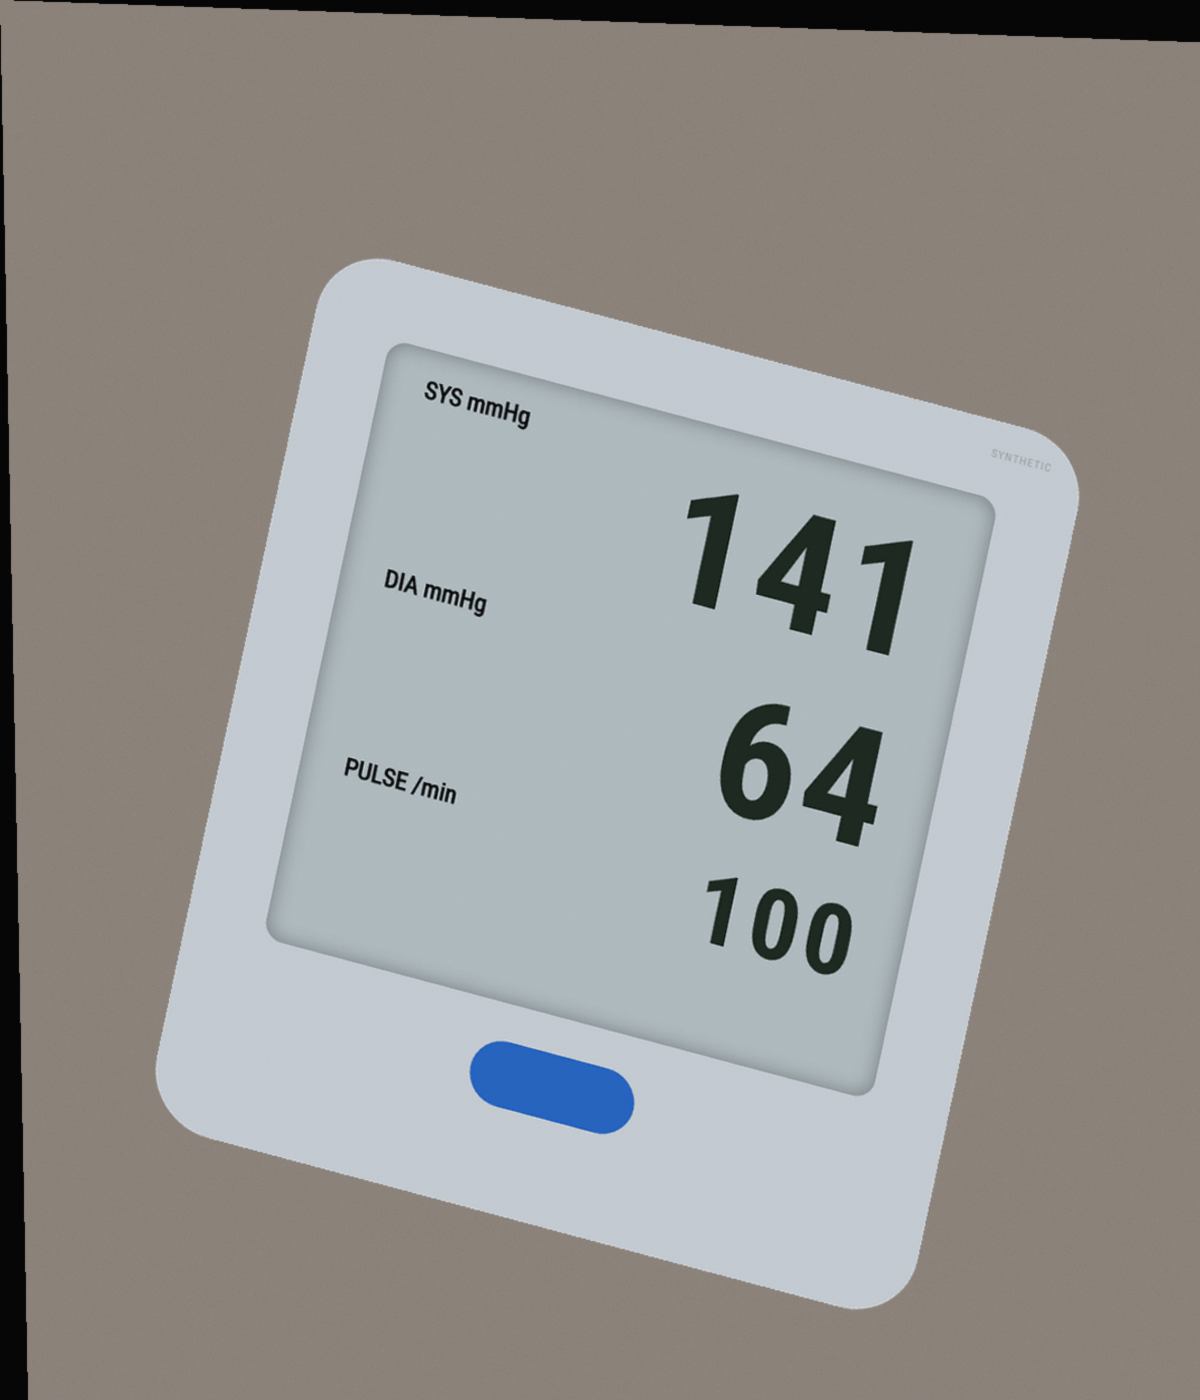 SYNTHETIC
SYS mmHg
141
DIA mmHg
64
PULSE /min
100